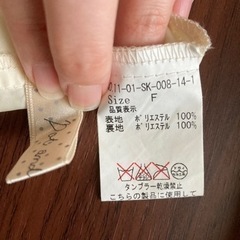 711-01-SK-008-14-1
Size F
品質表示
表地 ポリエステル 100%
裏地 ポリエステル 100%
タンブラー乾燥禁止
こちらの製品に使用して